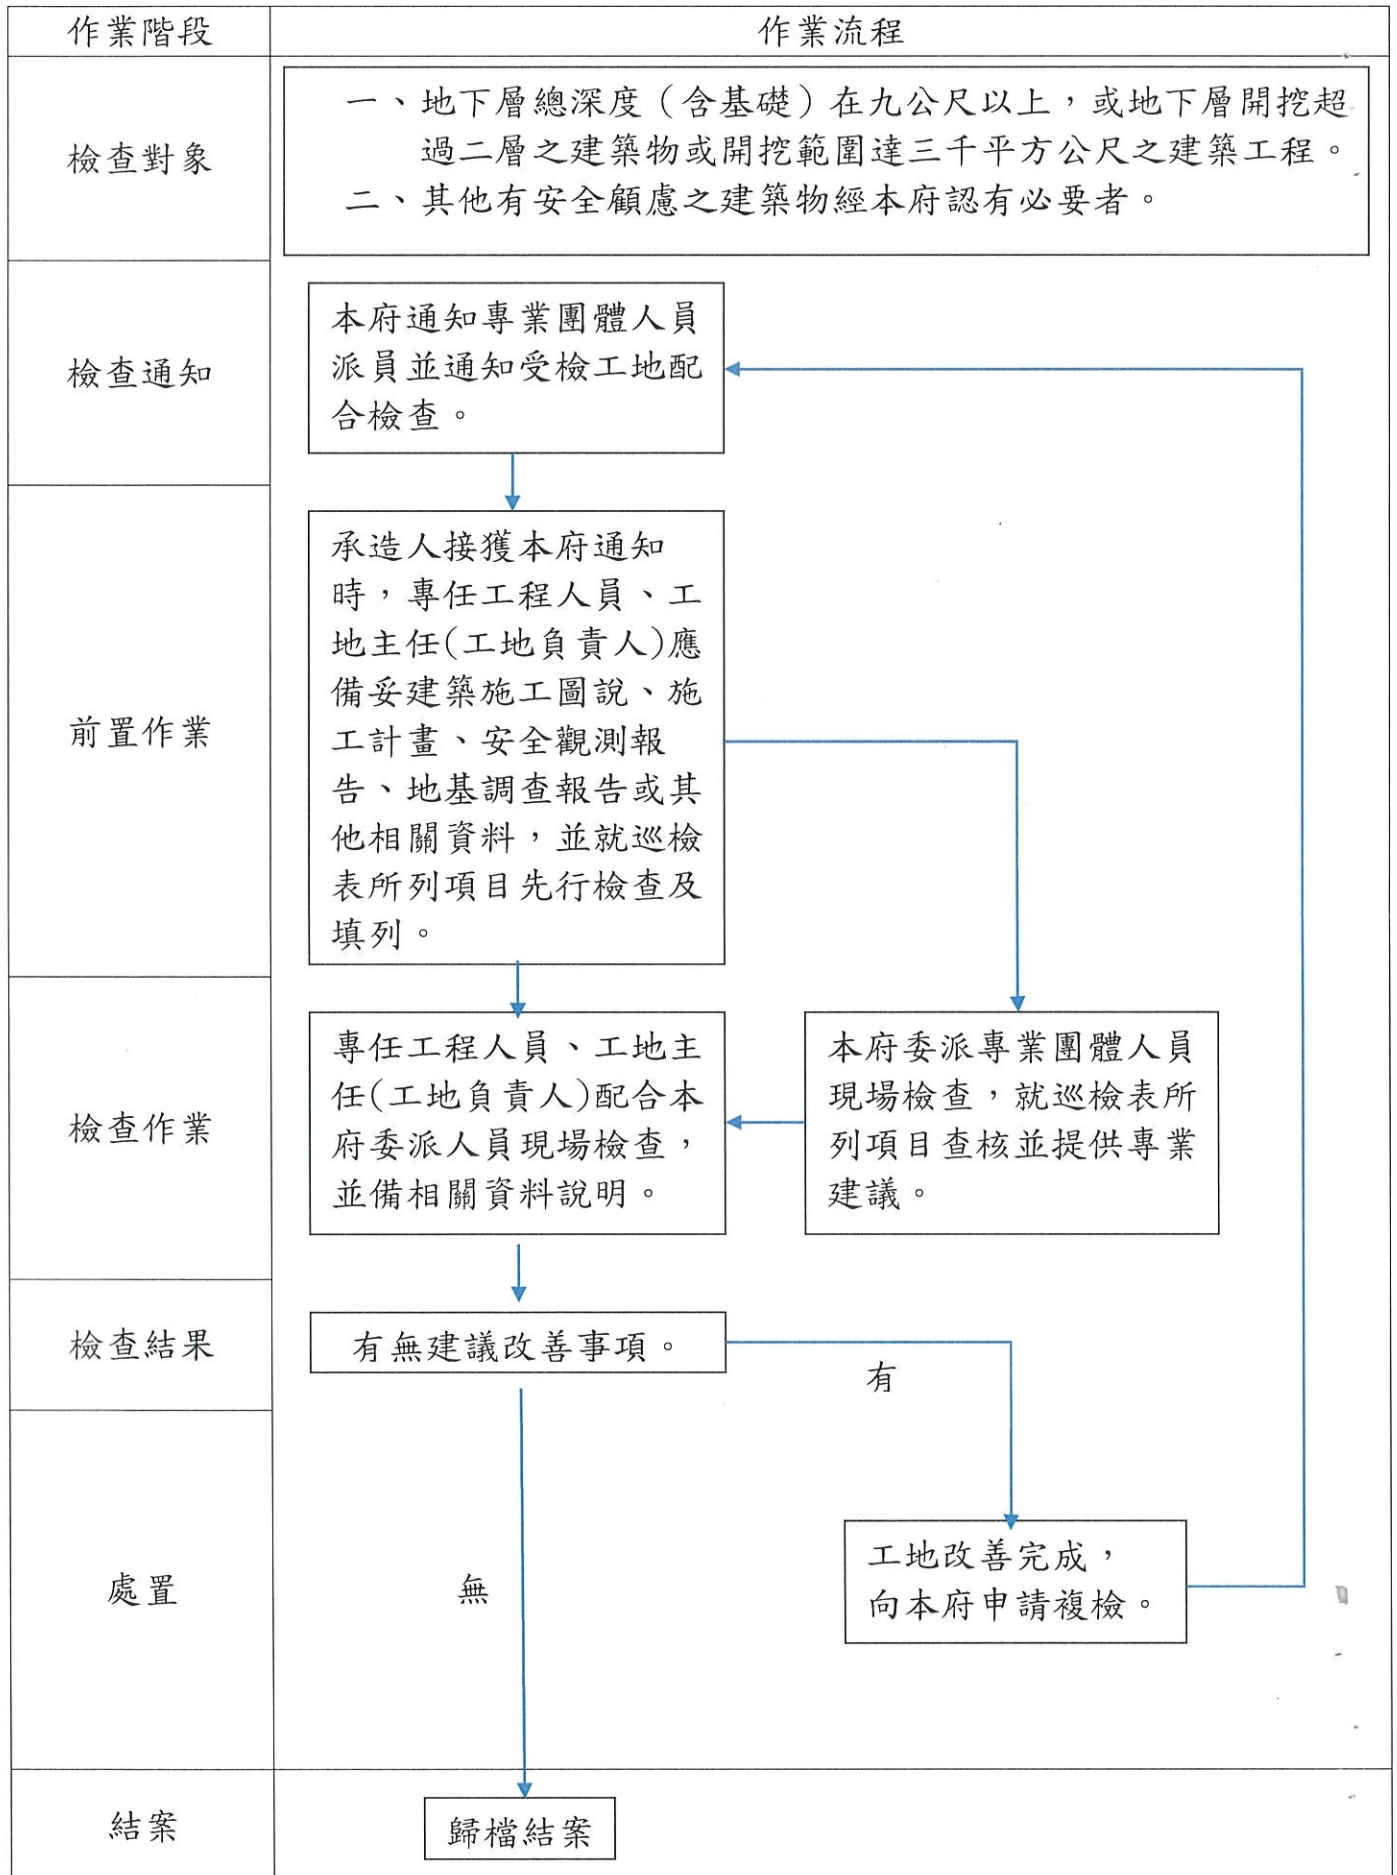 作業階段
作業流程
檢查對象
一、地下層總深度（含基礎）在九公尺以上，或地下層開挖超
過二層之建築物或開挖範圍達三千平方公尺之建築工程。
二、其他有安全顧慮之建築物經本府認有必要者。
檢查通知
本府通知專業團體人員
派員並通知受檢工地配
合檢查。
前置作業
承造人接獲本府通知
時，專任工程人員、工
地主任(工地負責人)應
備妥建築施工圖說、施
工計畫、安全觀測報
告、地基調查報告或其
他相關資料，並就巡檢
表所列項目先行檢查及
填列。
檢查作業
專任工程人員、工地主
任(工地負責人)配合本
府委派人員現場檢查，
並備相關資料說明。
本府委派專業團體人員
現場檢查，就巡檢表所
列項目查核並提供專業
建議。
檢查結果
有無建議改善事項。
有
處置
無
工地改善完成，
向本府申請複檢。
結案
歸檔結案